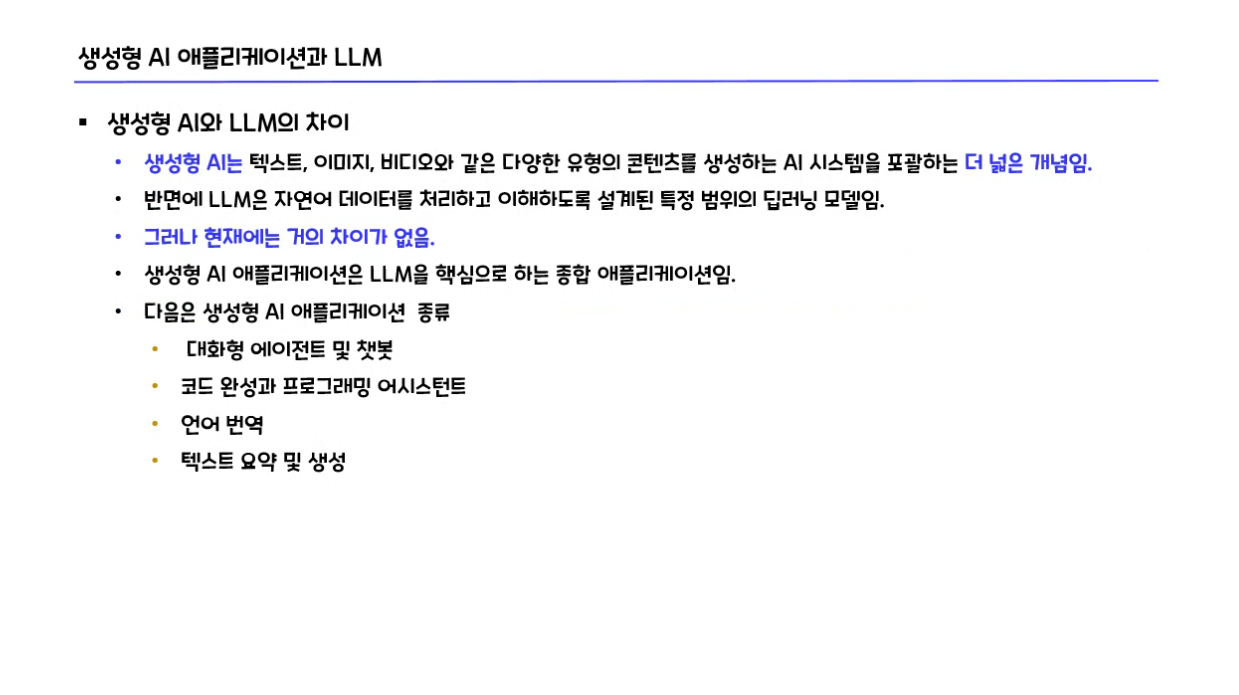 생성형 AI 애플리케이션과 LLM
▪ 생성형 AI와 LLM의 차이
• 생성형 AI는 텍스트, 이미지, 비디오와 같은 다양한 유형의 콘텐츠를 생성하는 AI 시스템을 포괄하는 더 넓은 개념임.
• 반면에 LLM은 자연어 데이터를 처리하고 이해하도록 설계된 특정 범위의 딥러닝 모델임.
• 그러나 현재에는 거의 차이가 없음.
• 생성형 AI 애플리케이션은 LLM을 핵심으로 하는 종합 애플리케이션임.
• 다음은 생성형 AI 애플리케이션 종류
• 대화형 에이전트 및 챗봇
• 코드 완성과 프로그래밍 어시스턴트
• 언어 번역
• 텍스트 요약 및 생성